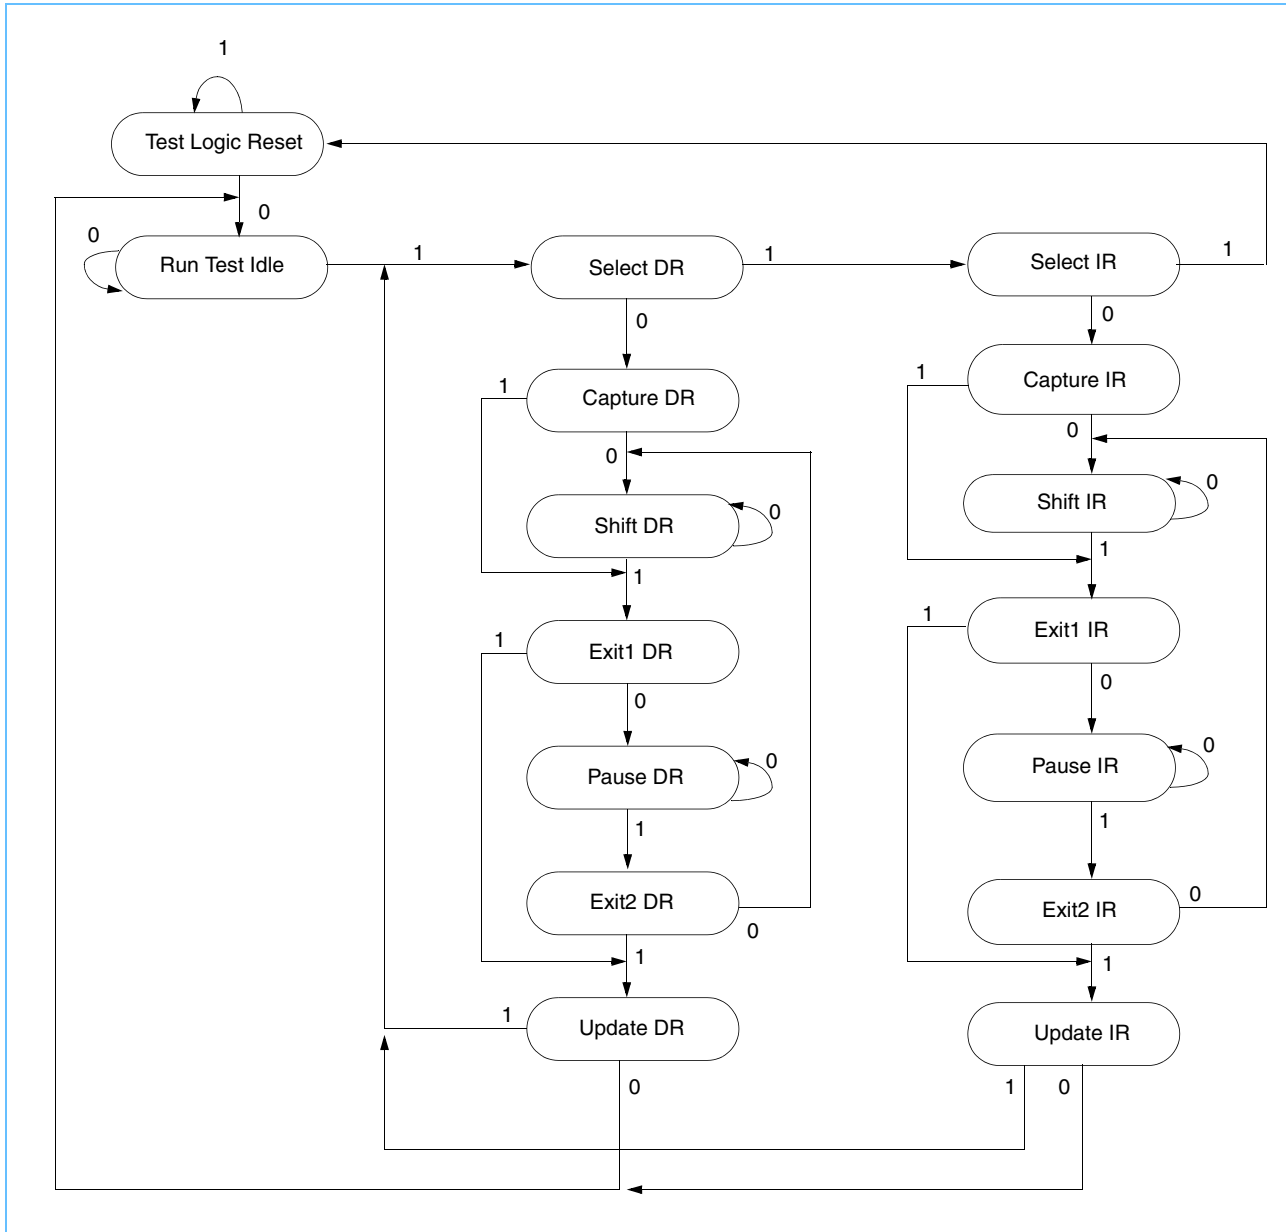 1
Test Logic Reset
0
0
Run Test Idle
1
Select DR
1
Select IR
1
0
0
1
Capture DR
1
Capture IR
0
0
Shift DR
0
Shift IR
0
1
1
1
Exit1 DR
1
Exit1 IR
0
0
Pause DR
0
Pause IR
0
1
1
Exit2 DR
0
Exit2 IR
0
1
1
1
Update DR
Update IR
0
1
0